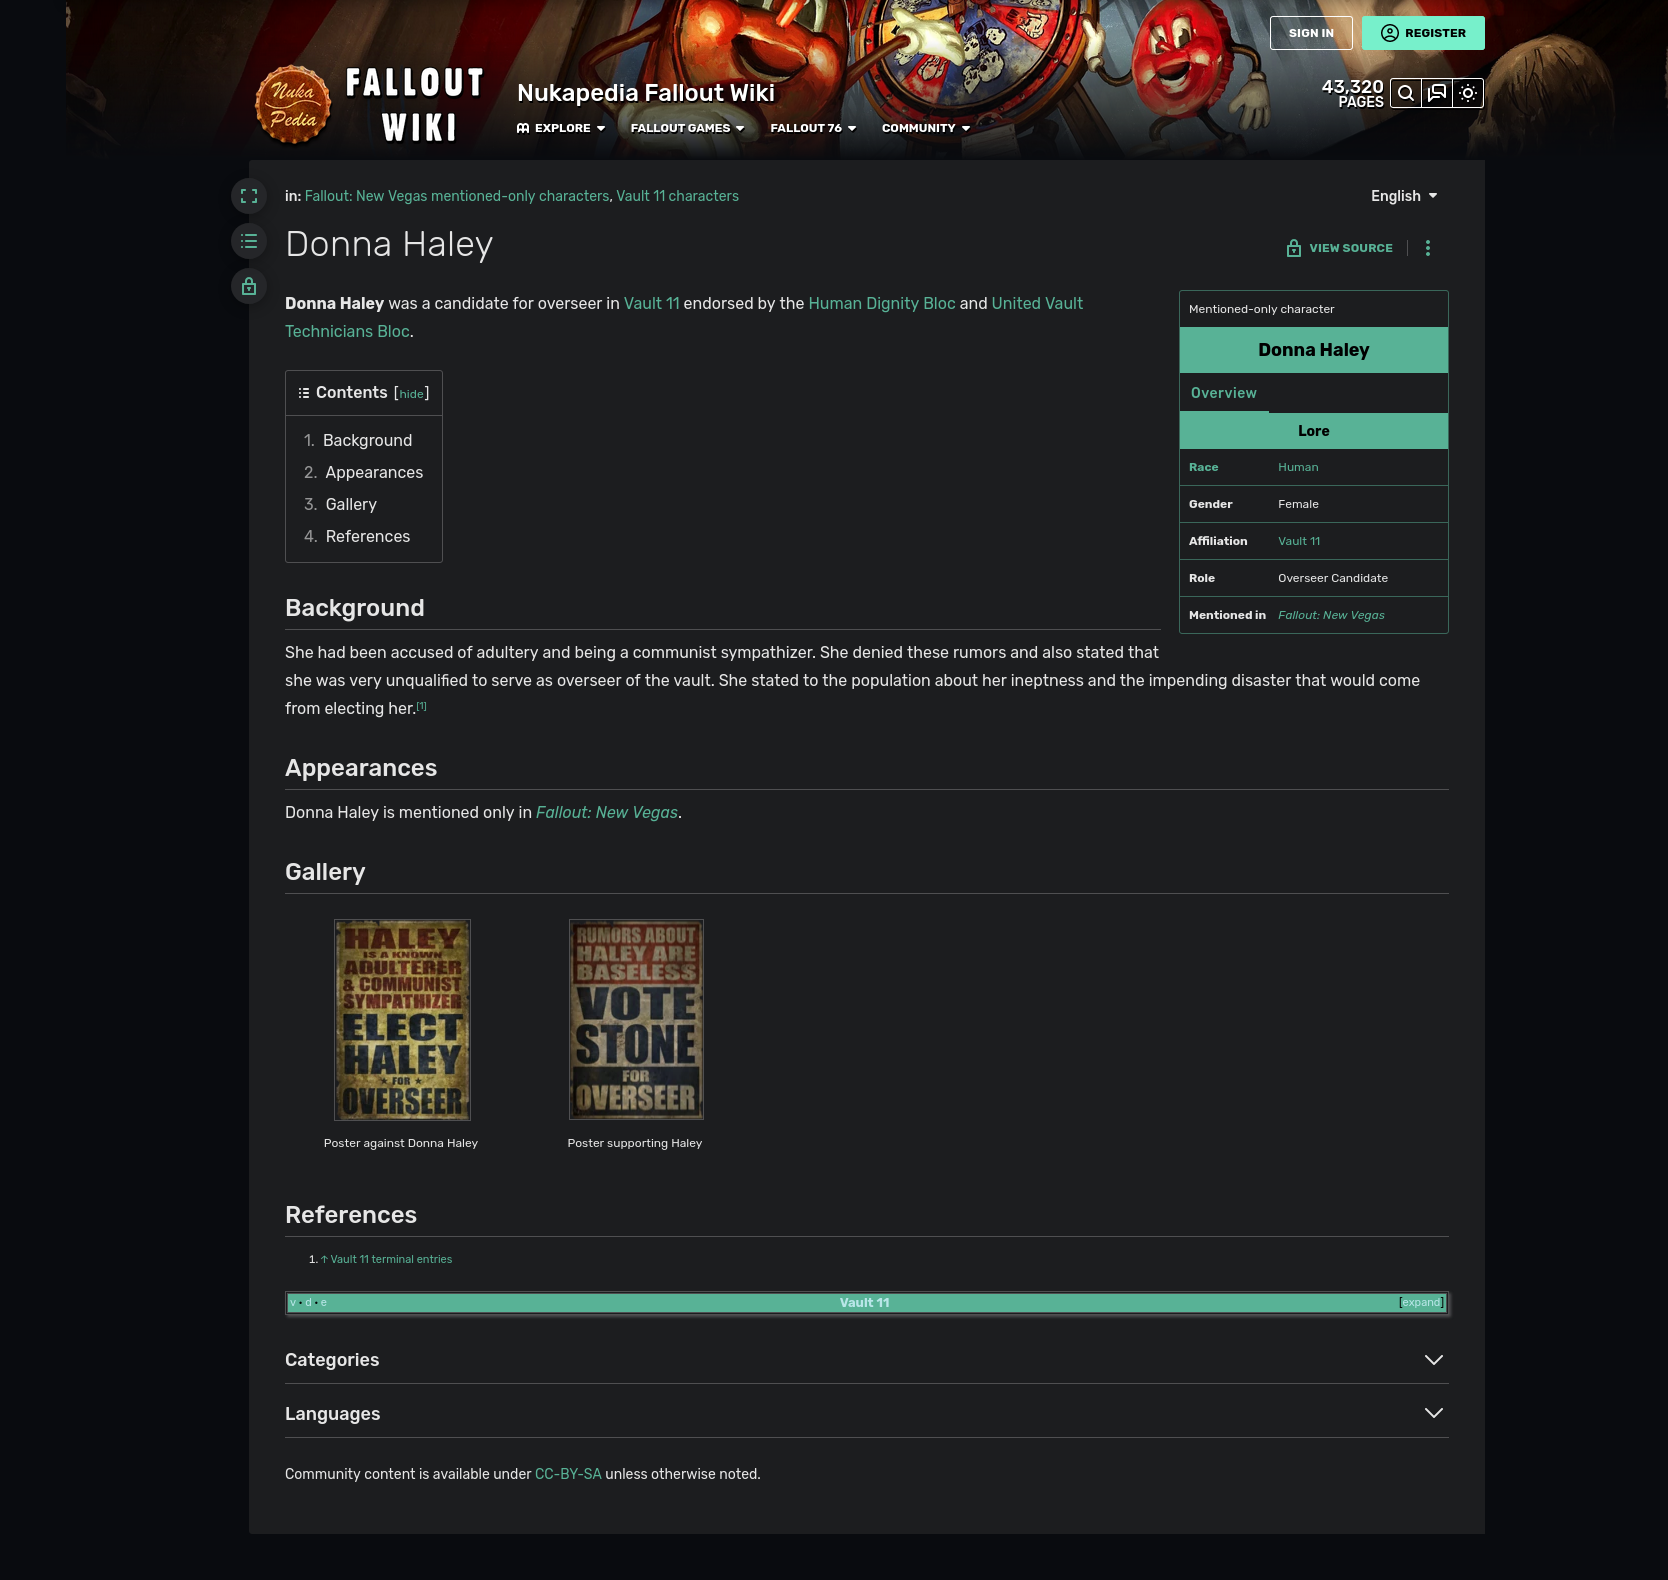 SIGN IN
REGISTER
Nuka
Pedia
FALLOUT
WIKI
Nukapedia Fallout Wiki
43,320
PAGES
EXPLORE
FALLOUT GAMES
FALLOUT 76
COMMUNITY
in: Fallout: New Vegas mentioned-only characters, Vault 11 characters
English
Donna Haley
VIEW SOURCE
Donna Haley was a candidate for overseer in Vault 11 endorsed by the Human Dignity Bloc and United Vault
Technicians Bloc.
Contents [hide]
1. Background
2. Appearances
3. Gallery
4. References
Mentioned-only character
Donna Haley
Overview
Lore
Race Human
Gender Female
Affiliation Vault 11
Role Overseer Candidate
Mentioned in Fallout: New Vegas
Background
She had been accused of adultery and being a communist sympathizer. She denied these rumors and also stated that
she was very unqualified to serve as overseer of the vault. She stated to the population about her ineptness and the impending disaster that would come
from electing her.[1]
Appearances
Donna Haley is mentioned only in Fallout: New Vegas.
Gallery
HALEY
IS A KNOWN
ADULTERER
& COMMUNIST
SYMPATHIZER
ELECT
HALEY
★ FOR ★
OVERSEER
Poster against Donna Haley
RUMORS ABOUT
HALEY ARE
BASELESS
VOTE
STONE
FOR
OVERSEER
Poster supporting Haley
References
1. ↑ Vault 11 terminal entries
v · d · e
Vault 11
[expand]
Categories
Languages
Community content is available under CC-BY-SA unless otherwise noted.